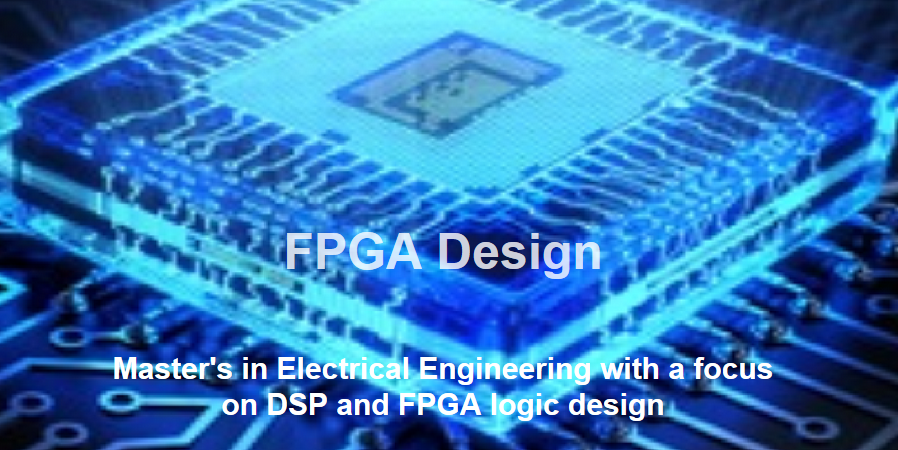 FPGA Design
Master's in Electrical Engineering with a focus
on DSP and FPGA logic design